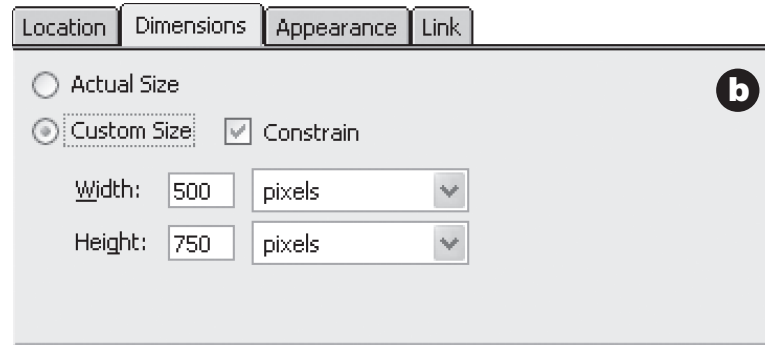 Location Dimensions Appearance Link
Actual Size
b
Custom Size Constrain
Width: 500 pixels
Height: 750 pixels